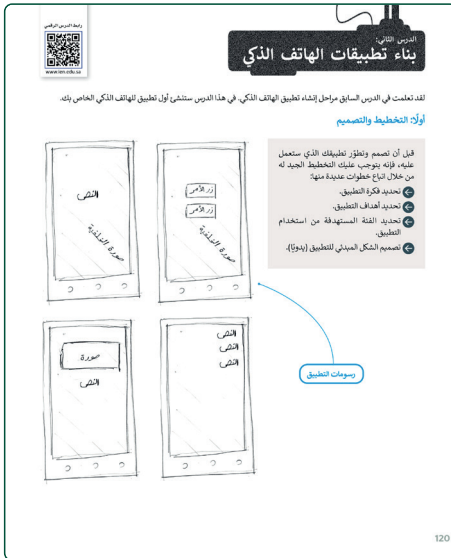 رابط الدرس الرقمي
www.ien.edu.sa
الدرس الثاني:
بناء تطبيقات الهاتف الذكي
لقد تعلمت في الدرس السابق مراحل إنشاء تطبيق الهاتف الذكي. في هذا الدرس ستنشئ أول تطبيق للهاتف الذكي الخاص بك.
أولًا: التخطيط والتصميم
قبل أن تصمم وتطوّر تطبيقك الذي ستعمل
عليه، فإنه يتوجب عليك التخطيط الجيد له
من خلال اتباع خطوات عديدة منها:
تحديد فكرة التطبيق.
تحديد أهداف التطبيق.
تحديد الفئة المستهدفة من استخدام
التطبيق.
تصميم الشكل المبدئي للتطبيق (يدويًا).
زر الأمر
زر الأمر
صورة الخلفية
النص
صورة الخلفية
النص
النص
النص
صورة
النص
رسومات التطبيق
120